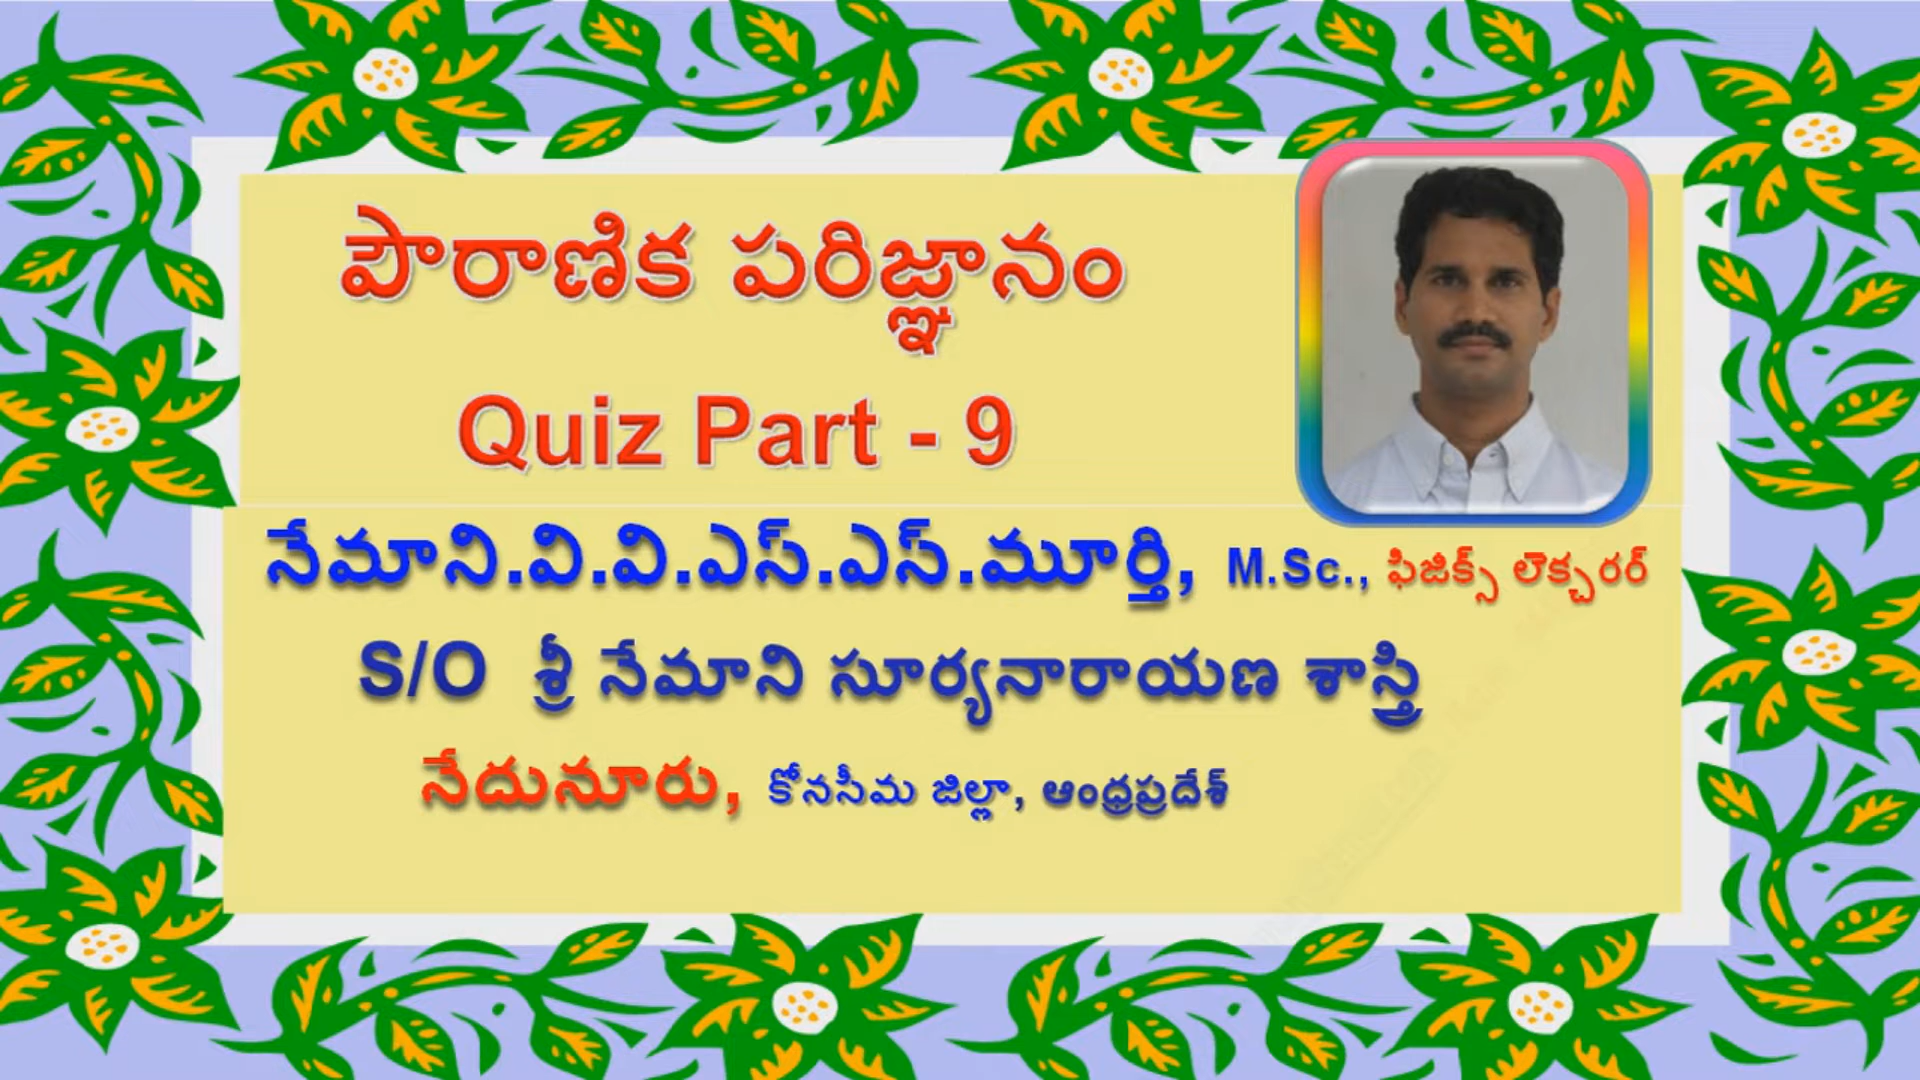 పౌరాణిక పరిజ్ఞానం
Quiz Part - 9
నేమాని.వి.వి.ఎస్.ఎస్.మూర్తి, M.Sc., ఫిజిక్స్ లెక్చరర్
S/O శ్రీ నేమాని సూర్యనారాయణ శాస్త్రి
నేదునూరు, కోనసీమ జిల్లా, ఆంధ్రప్రదేశ్